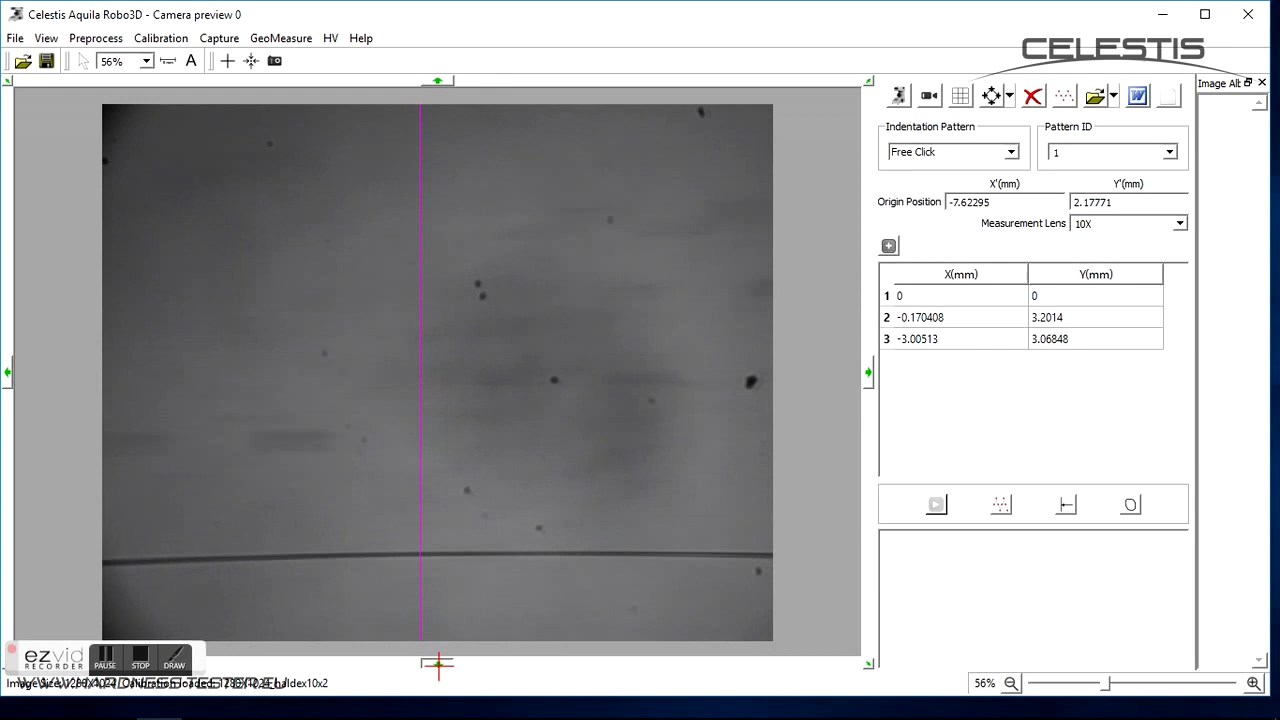 Celestis Aquila Robo3D - Camera preview 0
File View Preprocess Calibration Capture GeoMeasure HV Help
CELESTIS
56% A
Image Alb
Indentation Pattern Pattern ID
Free Click 1
X'(mm) Y'(mm)
Origin Position -7.62295 2.17771
Measurement Lens 10X
X(mm) Y(mm)
1 0 0
2 -0.170408 3.2014
3 -3.00513 3.06848
ezvid
RECORDER
PAUSE STOP DRAW
56%